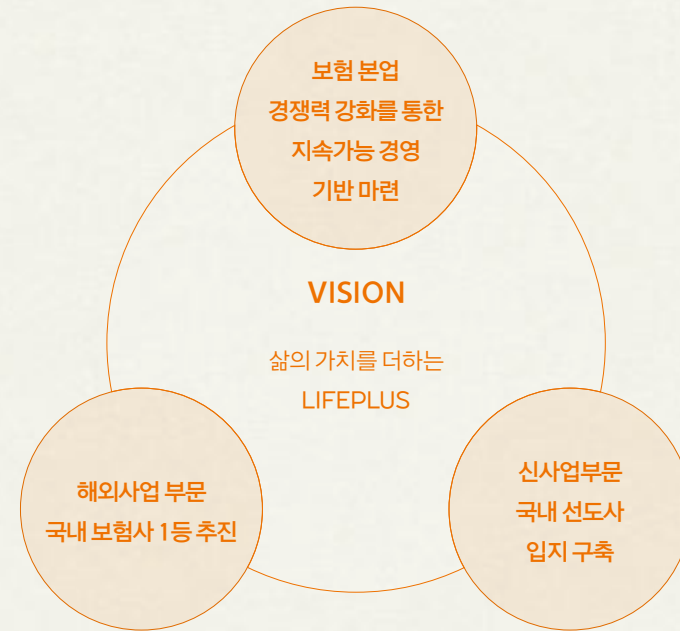 보험 본업
경쟁력 강화를 통한
지속가능 경영
기반 마련
VISION
삶의 가치를 더하는
LIFEPLUS
해외사업 부문
국내 보험사 1등 추진
신사업부문
국내 선도사
입지 구축